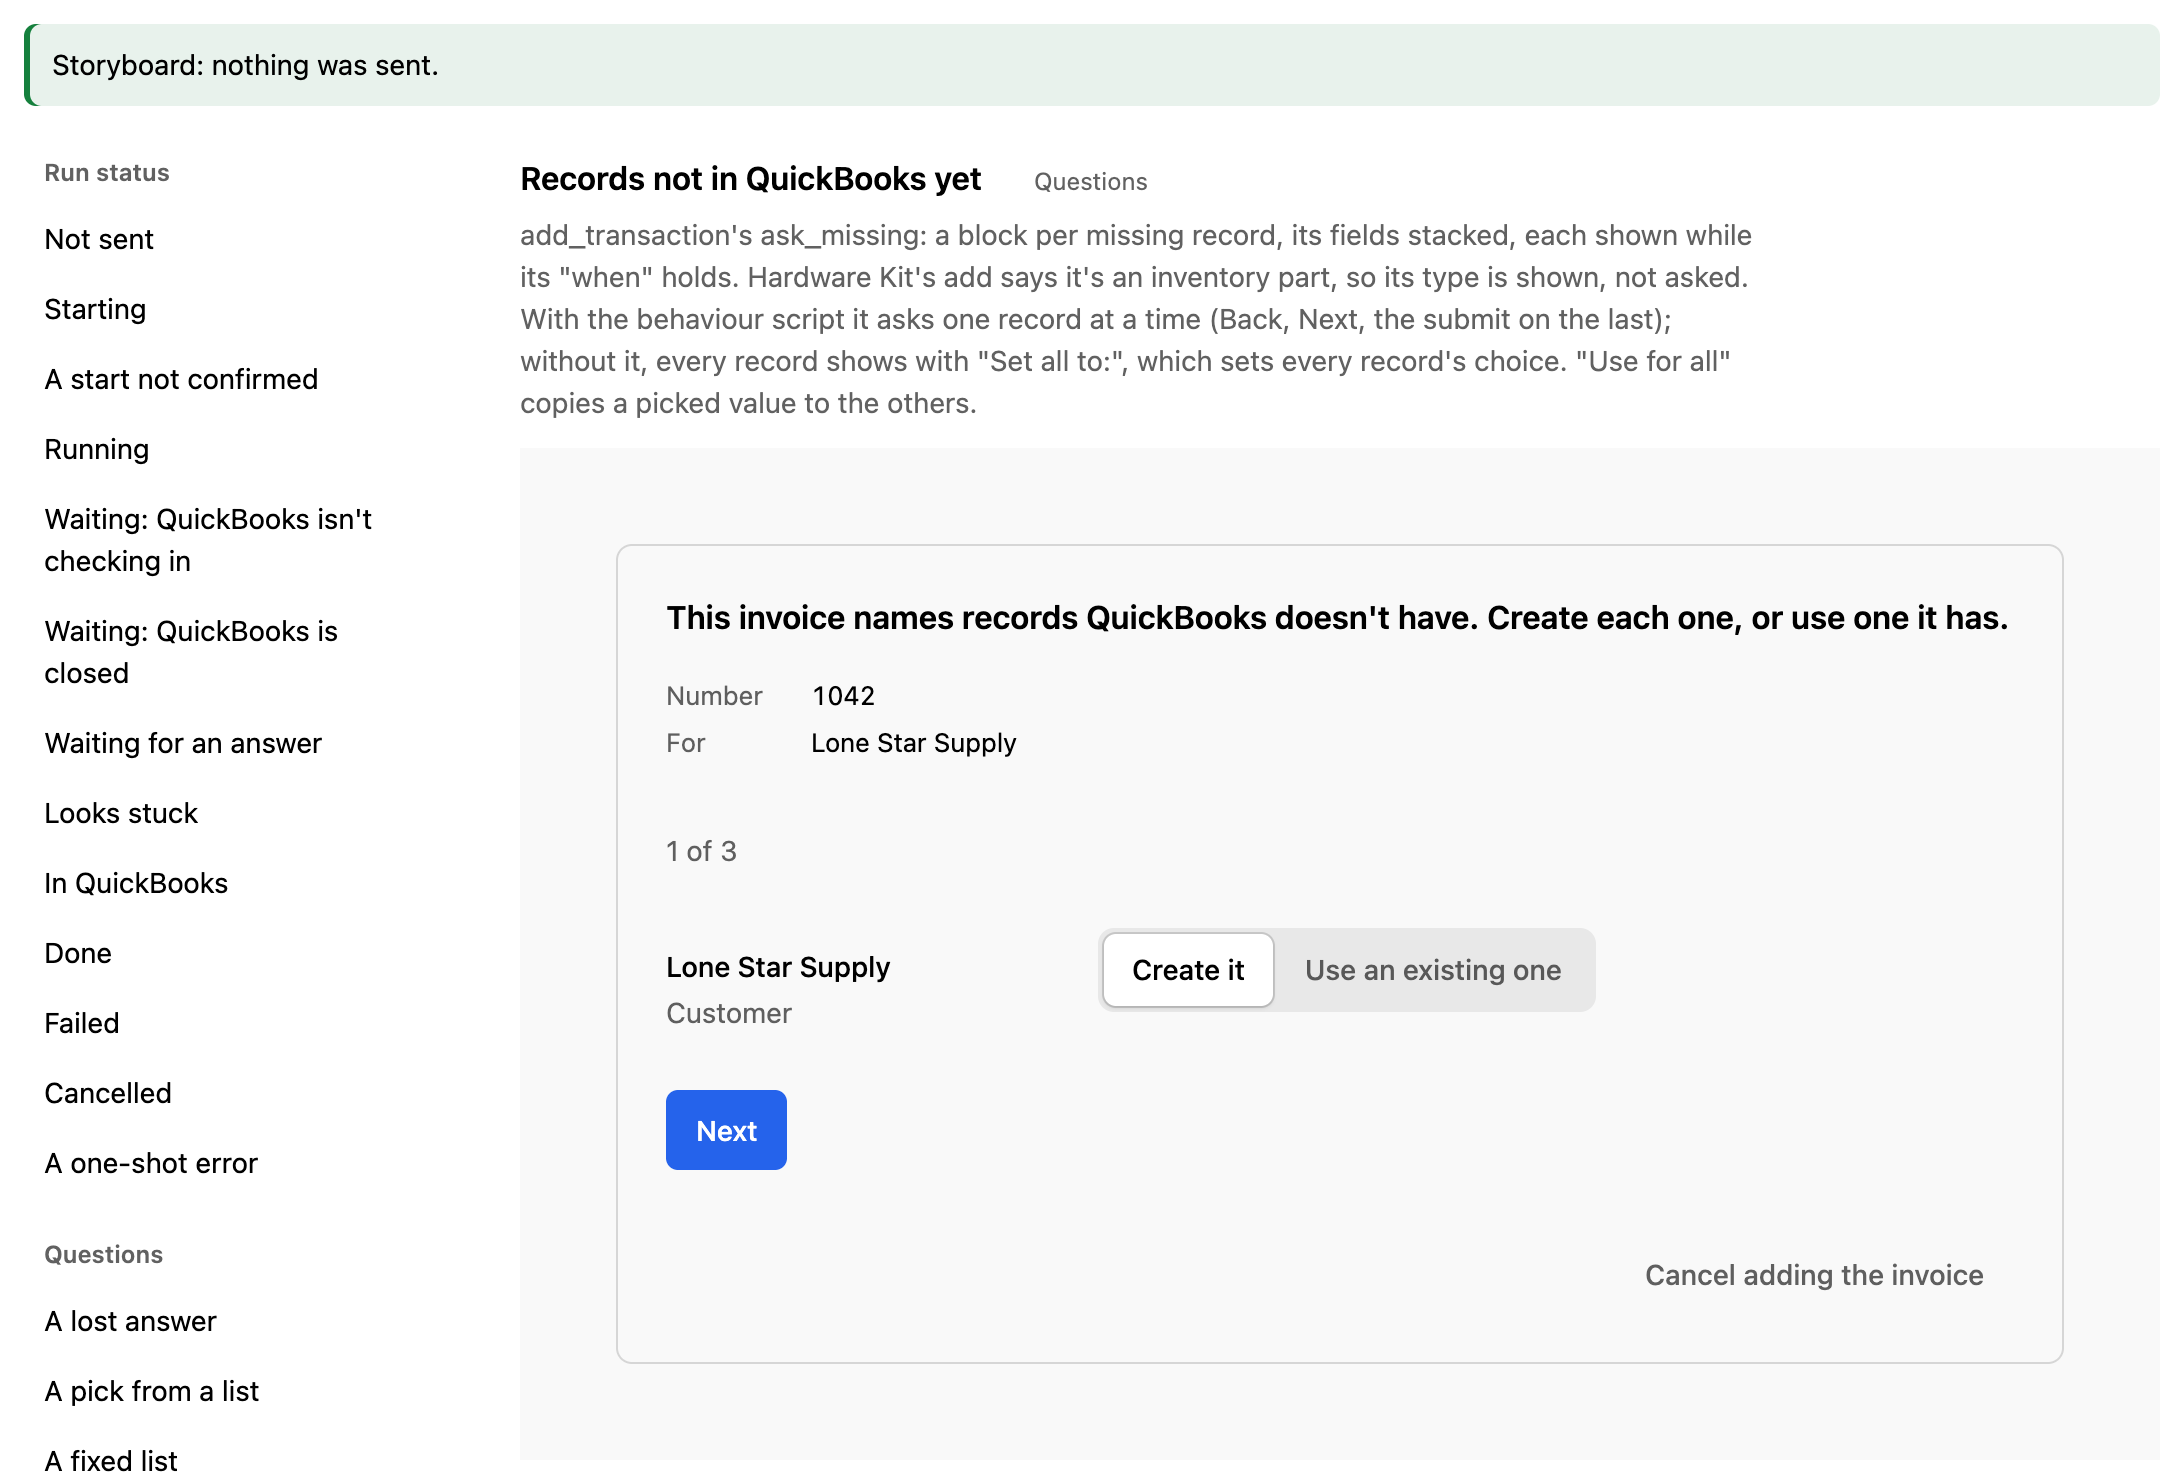 Storyboard: nothing was sent.
Run status
Not sent
Starting
A start not confirmed
Running
Waiting: QuickBooks isn't
checking in
Waiting: QuickBooks is
closed
Waiting for an answer
Looks stuck
In QuickBooks
Done
Failed
Cancelled
A one-shot error
Questions
A lost answer
A pick from a list
A fixed list
Records not in QuickBooks yet Questions
add_transaction's ask_missing: a block per missing record, its fields stacked, each shown while
its "when" holds. Hardware Kit's add says it's an inventory part, so its type is shown, not asked.
With the behaviour script it asks one record at a time (Back, Next, the submit on the last);
without it, every record shows with "Set all to:", which sets every record's choice. "Use for all"
copies a picked value to the others.
This invoice names records QuickBooks doesn't have. Create each one, or use one it has.
Number 1042
For Lone Star Supply
1 of 3
Lone Star Supply
Customer
Create it Use an existing one
Next
Cancel adding the invoice